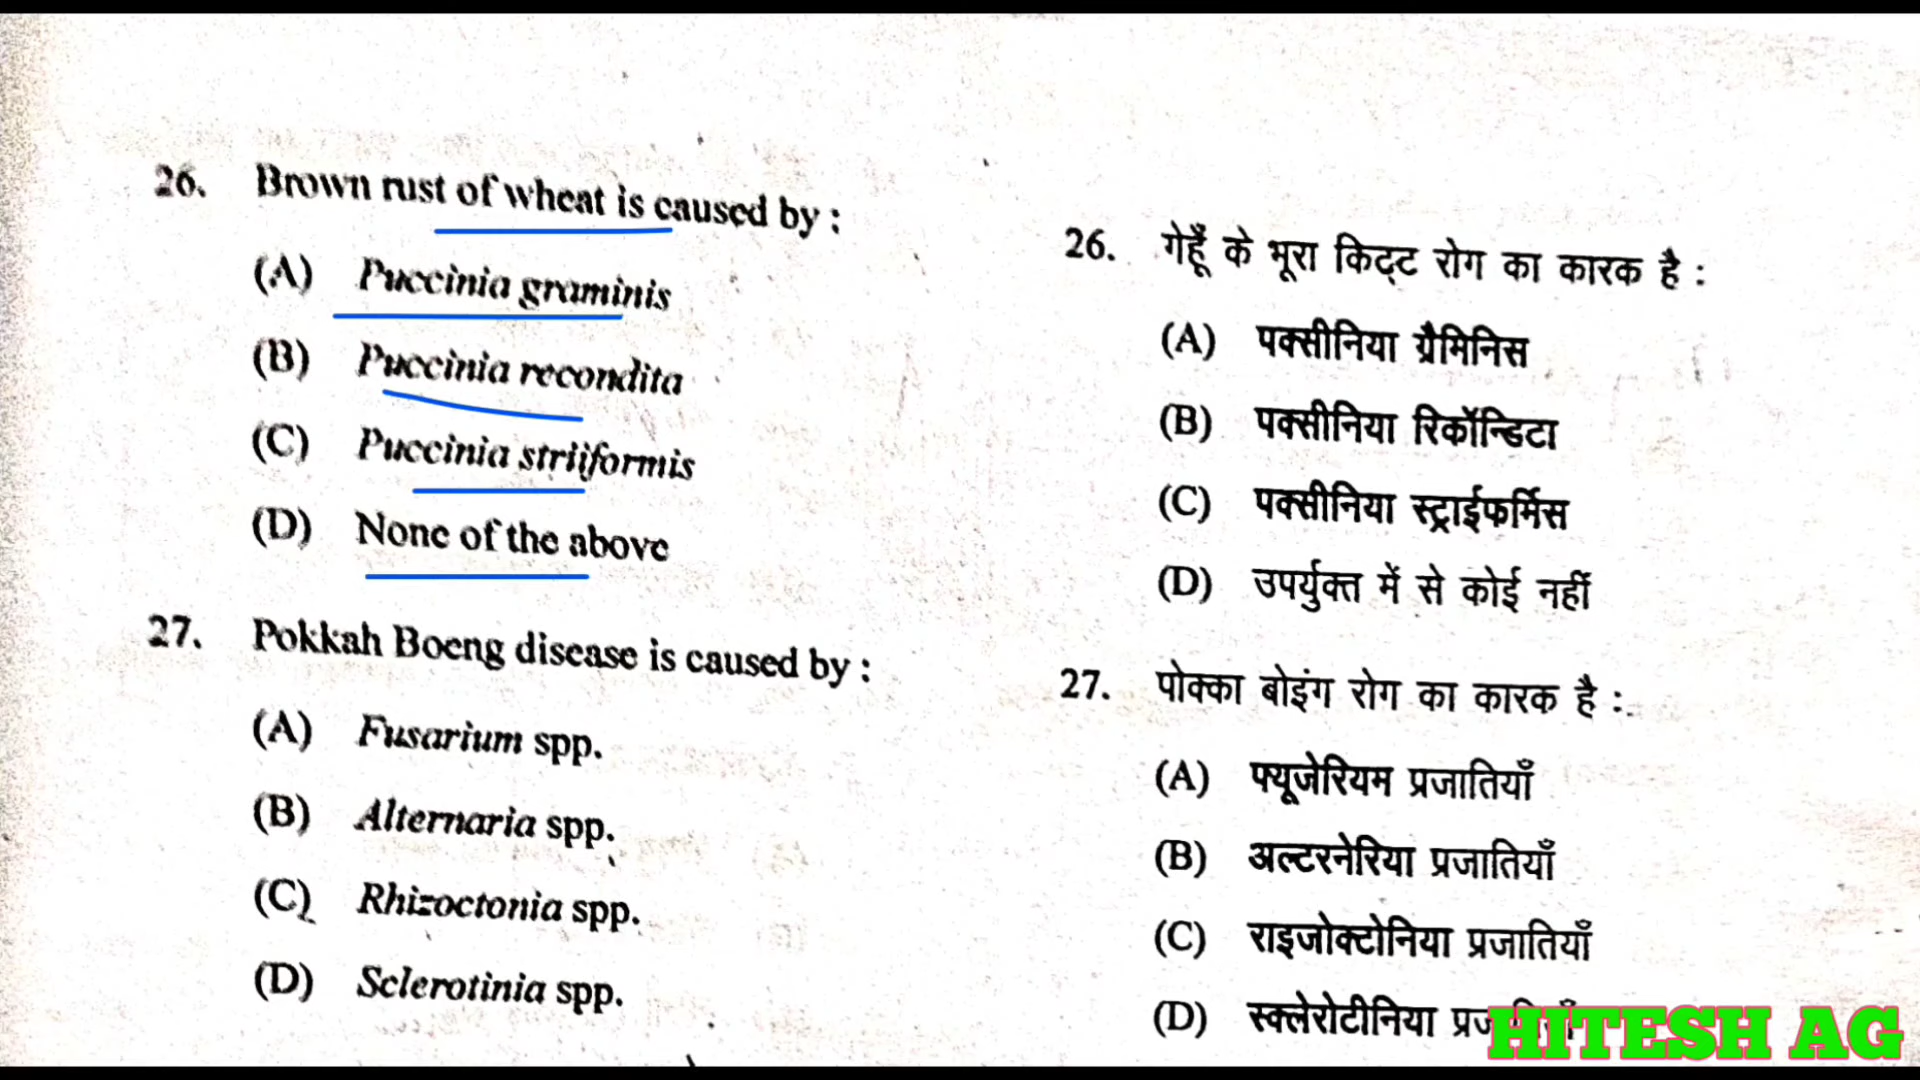 26. Brown rust of wheat is caused by :
(A) Puccinia graminis
(B) Puccinia recondita
(C) Puccinia striiformis
(D) None of the above
27. Pokkah Boeng disease is caused by :
(A) Fusarium spp.
(B) Alternaria spp.
(C) Rhizoctonia spp.
(D) Sclerotinia spp.
26. गेहूँ के भूरा किट्ट रोग का कारक है :
(A) पक्सीनिया ग्रैमिनिस
(B) पक्सीनिया रिकॉन्डिटा
(C) पक्सीनिया स्ट्राईफर्मिस
(D) उपर्युक्त में से कोई नहीं
27. पोक्का बोइंग रोग का कारक है :
(A) फ्यूजेरियम प्रजातियाँ
(B) अल्टरनेरिया प्रजातियाँ
(C) राइजोक्टोनिया प्रजातियाँ
(D) स्क्लेरोटीनिया
HITESH AG